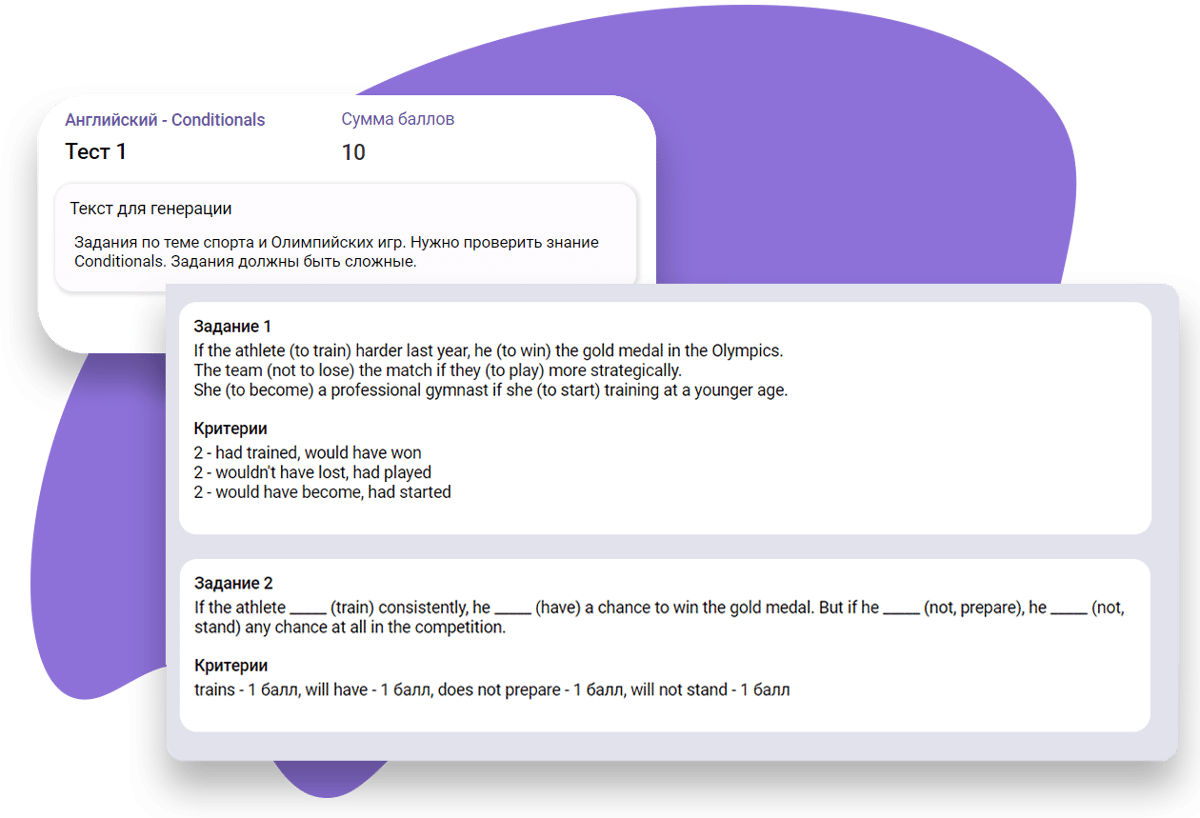 Английский - Conditionals
Сумма баллов
Тест 1
10
Текст для генерации
Задания по теме спорта и Олимпийских игр. Нужно проверить знание
Conditionals. Задания должны быть сложные.
Задание 1
If the athlete (to train) harder last year, he (to win) the gold medal in the Olympics.
The team (not to lose) the match if they (to play) more strategically.
She (to become) a professional gymnast if she (to start) training at a younger age.
Критерии
2 - had trained, would have won
2 - wouldn't have lost, had played
2 - would have become, had started
Задание 2
If the athlete _____ (train) consistently, he _____ (have) a chance to win the gold medal. But if he _____ (not, prepare), he _____ (not,
stand) any chance at all in the competition.
Критерии
trains - 1 балл, will have - 1 балл, does not prepare - 1 балл, will not stand - 1 балл